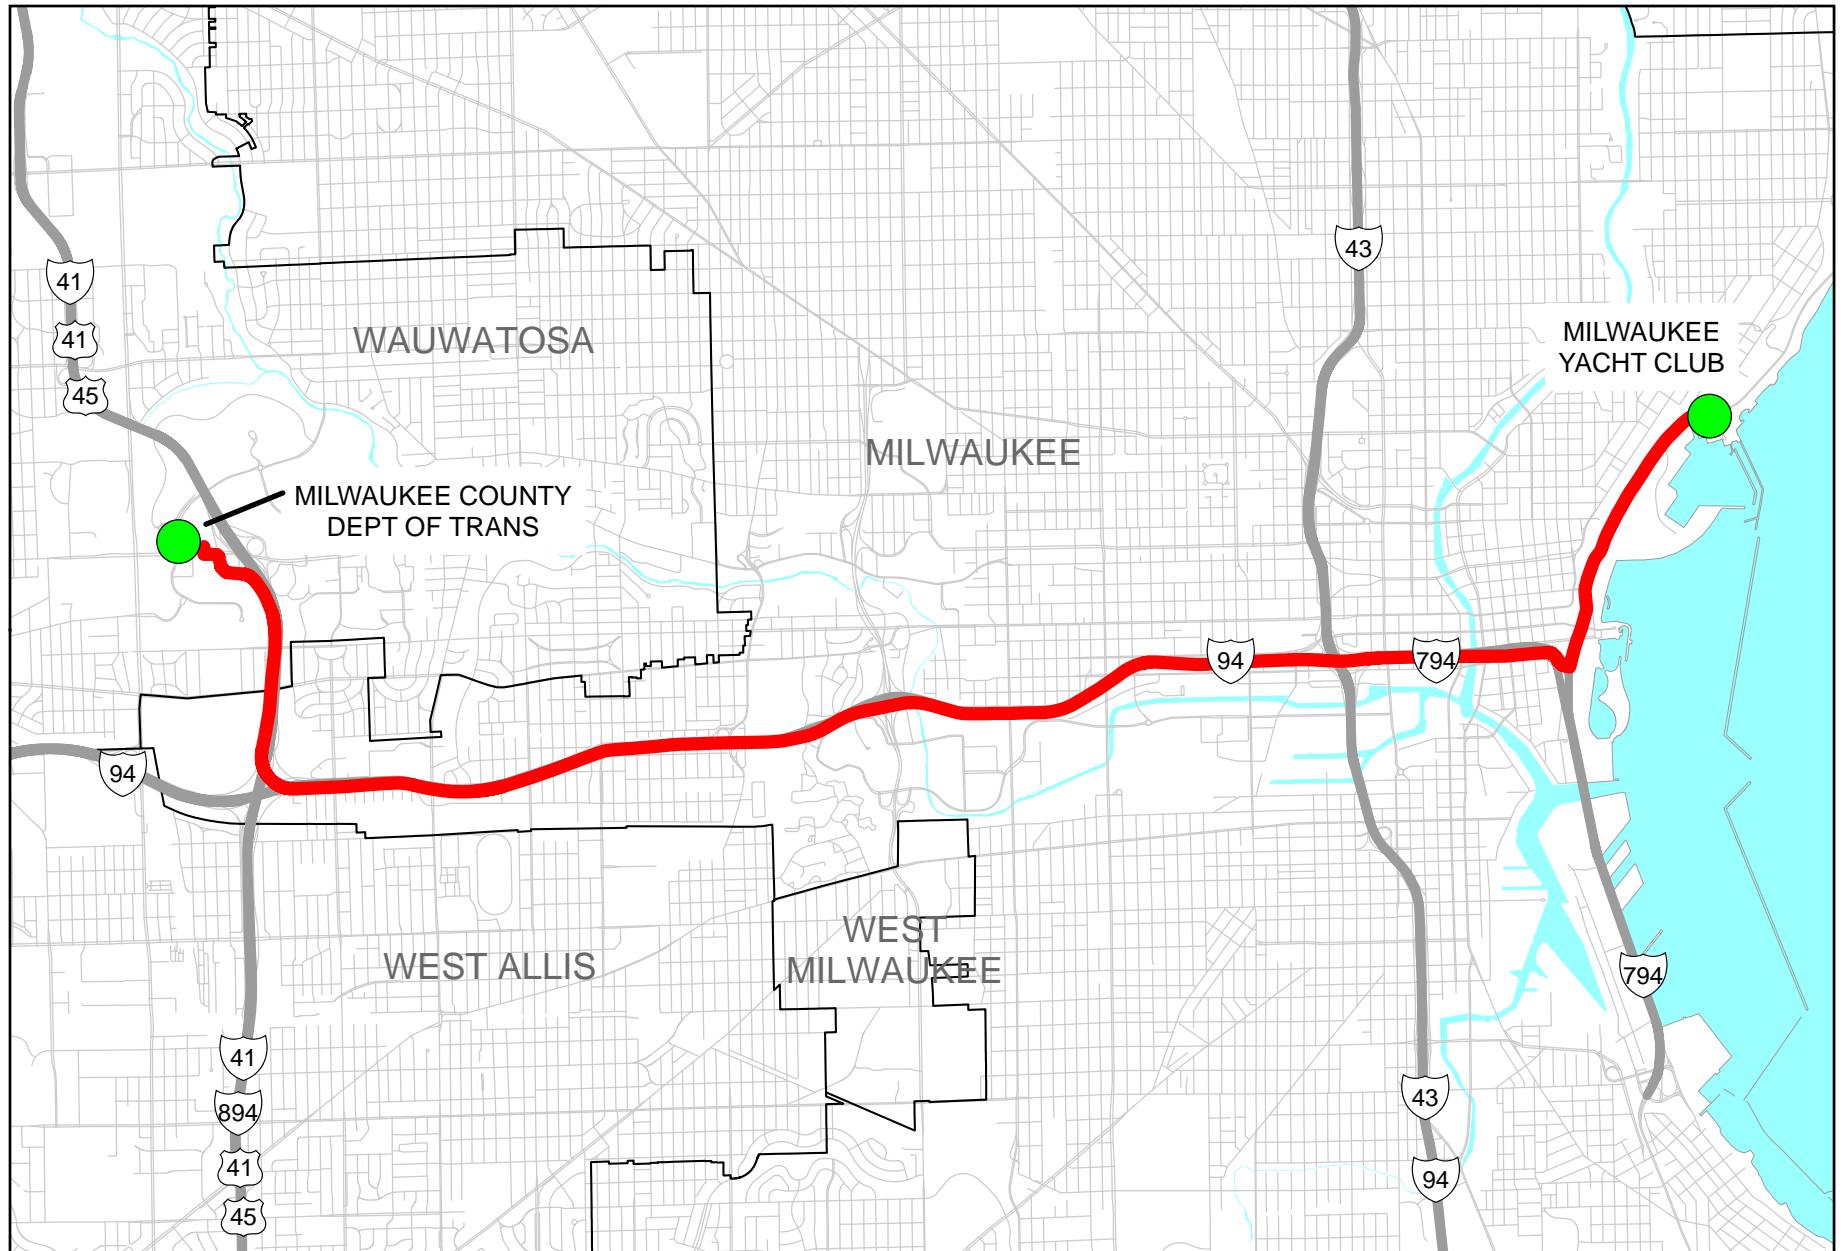 43
41
MILWAUKEE
YACHT CLUB
41
WAUWATOSA
45
MILWAUKEE
MILWAUKEE COUNTY
DEPT OF TRANS
94
794
94
WEST
MILWAUKEE
WEST ALLIS
794
41
43
894
41
94
45